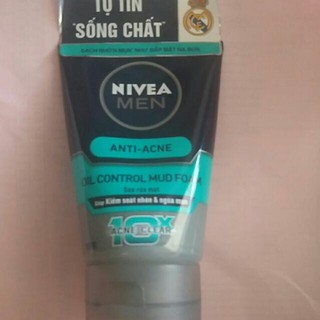 TỰ TIN
"SỐNG CHẤT"
NIVEA
MEN
ANTI-ACNE
OIL CONTROL MUD FOAM
Sữa rửa mặt
Giúp Kiểm soát nhờn & ngừa mụn
10X
ACNE CLEAR